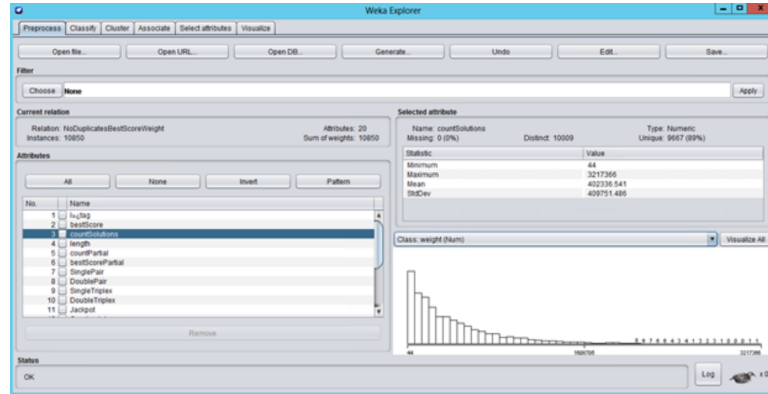 Weka Explorer
Preprocess Classify Cluster Associate Select attributes Visualize
Open file... Open URL... Open DB... Generate... Undo Edit... Save...
Filter
Choose None Apply
Current relation
Relation: NoDuplicatesBestScoreWeight Attributes: 20
Instances: 10850 Sum of weights: 10850
Selected attribute
Name: countSolutions Type: Numeric
Missing: 0 (0%) Distinct: 10009 Unique: 9667 (89%)
Statistic Value
Minimum 44
Maximum 3217366
Mean 402336.541
StdDev 409751.486
Attributes
All None Invert Pattern
No. Name
1
2 bestScore
3 countSolutions
4 length
5 countPartial
6 bestScorePartial
7 SinglePair
8 DoublePair
9 SingleTriplex
10 DoubleTriplex
11 Jackpot
Remove
Class: weight (Num) Visualize All
44 1608705 3217366
Status
OK
Log x 0